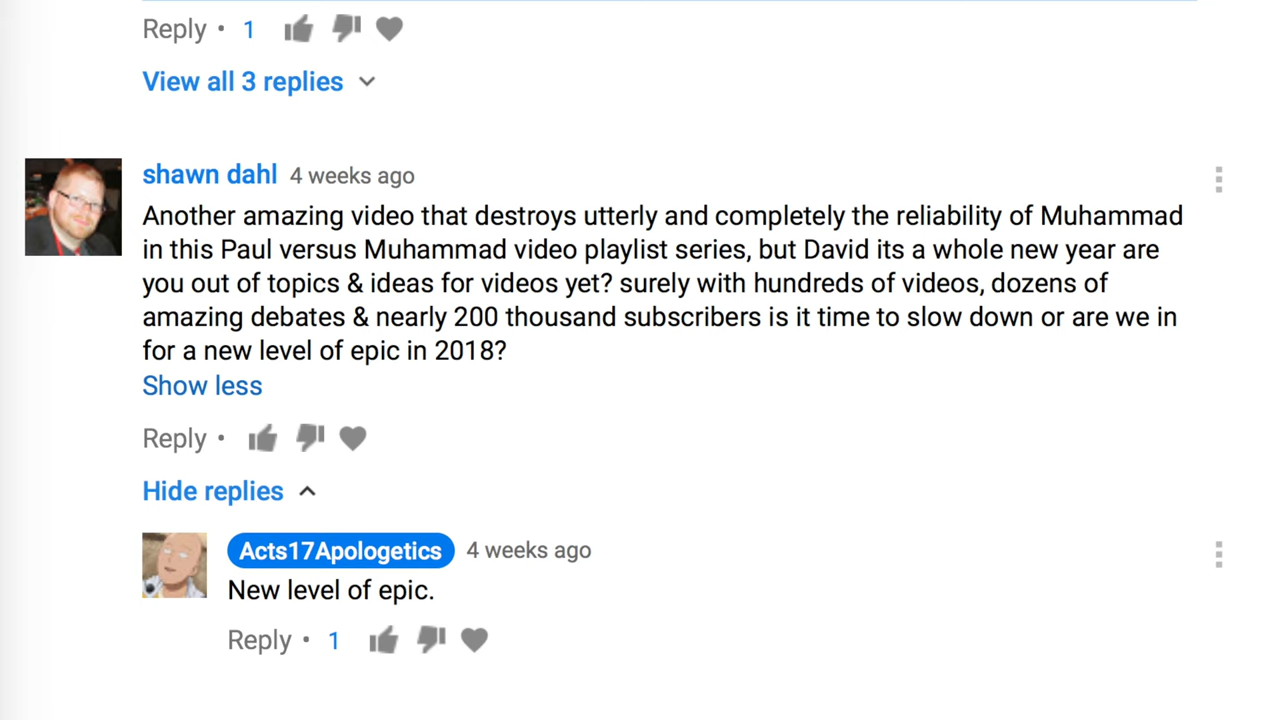 Reply • 1
View all 3 replies
shawn dahl 4 weeks ago
Another amazing video that destroys utterly and completely the reliability of Muhammad
in this Paul versus Muhammad video playlist series, but David its a whole new year are
you out of topics & ideas for videos yet? surely with hundreds of videos, dozens of
amazing debates & nearly 200 thousand subscribers is it time to slow down or are we in
for a new level of epic in 2018?
Show less
Reply •
Hide replies
Acts17Apologetics 4 weeks ago
New level of epic.
Reply • 1